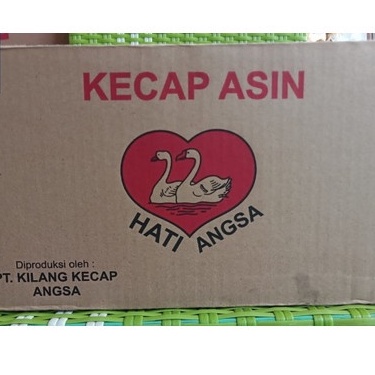 KECAP ASIN
HATI ANGSA
Diproduksi oleh :
PT. KILANG KECAP
ANGSA